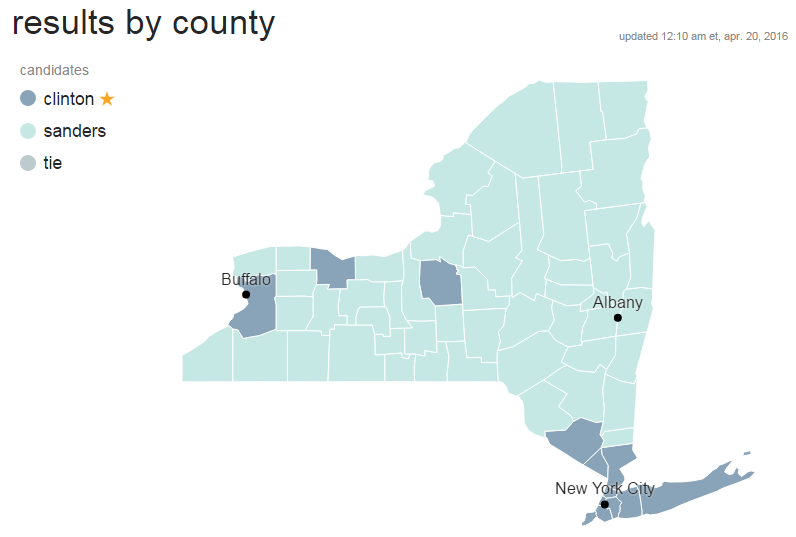 results by county
updated 12:10 am et, apr. 20, 2016
candidates
clinton
sanders
tie
Buffalo
Albany
New York City